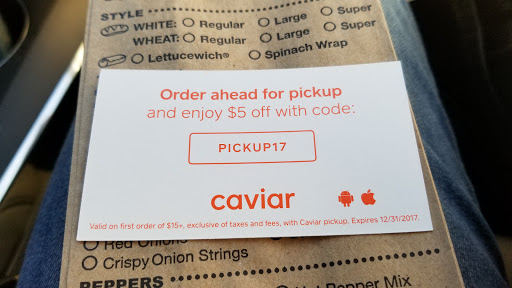 STYLE
WHITE: Regular Large Super
WHEAT: Regular Large Super
Lettucewich® Spinach Wrap
Order ahead for pickup
and enjoy $5 off with code:
PICKUP17
caviar
Valid on first order of $15+, exclusive of taxes and fees, with Caviar pickup. Expires 12/31/2017.
Red Onions
Crispy Onion Strings
PEPPERS
Hot Pepper Mix